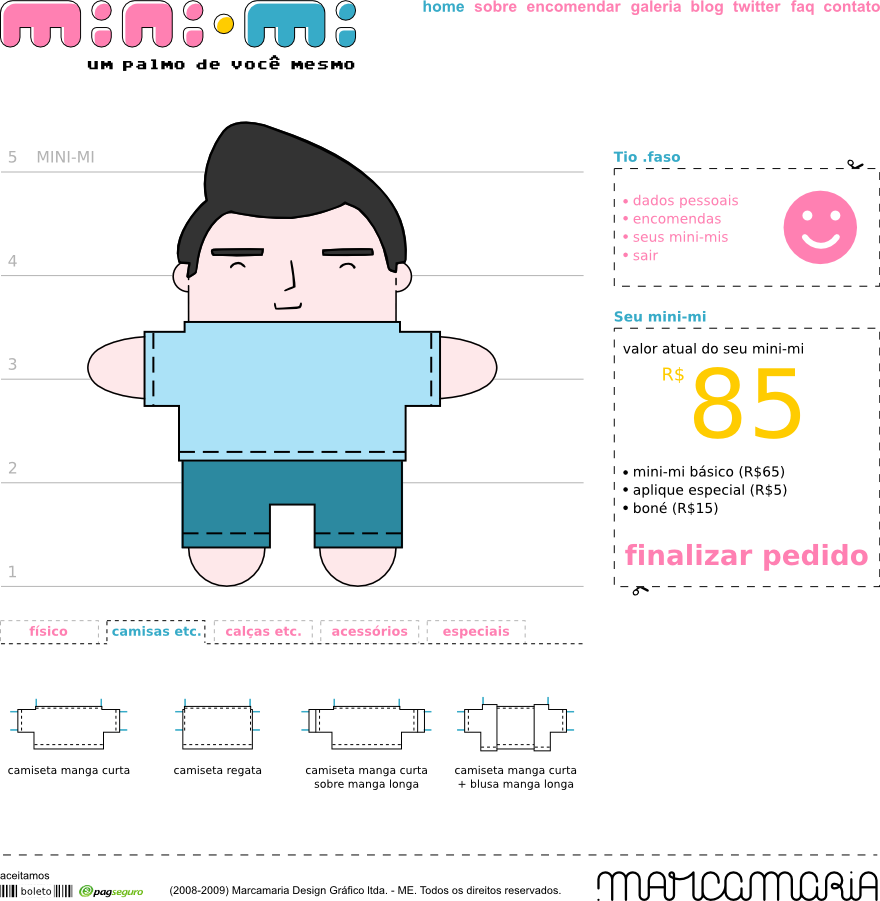 mini·mi
um palmo de você mesmo
home sobre encomendar galeria blog twitter faq contato
5 MINI-MI
4
3
2
1
Tio .faso
• dados pessoais
• encomendas
• seus mini-mis
• sair
Seu mini-mi
valor atual do seu mini-mi
R$ 85
• mini-mi básico (R$65)
• aplique especial (R$5)
• boné (R$15)
finalizar pedido
físico camisas etc. calças etc. acessórios especiais
camiseta manga curta
camiseta regata
camiseta manga curta
sobre manga longa
camiseta manga curta
+ blusa manga longa
aceitamos
boleto pagseguro
(2008-2009) Marcamaria Design Gráfico ltda. - ME. Todos os direitos reservados.
marcamaria